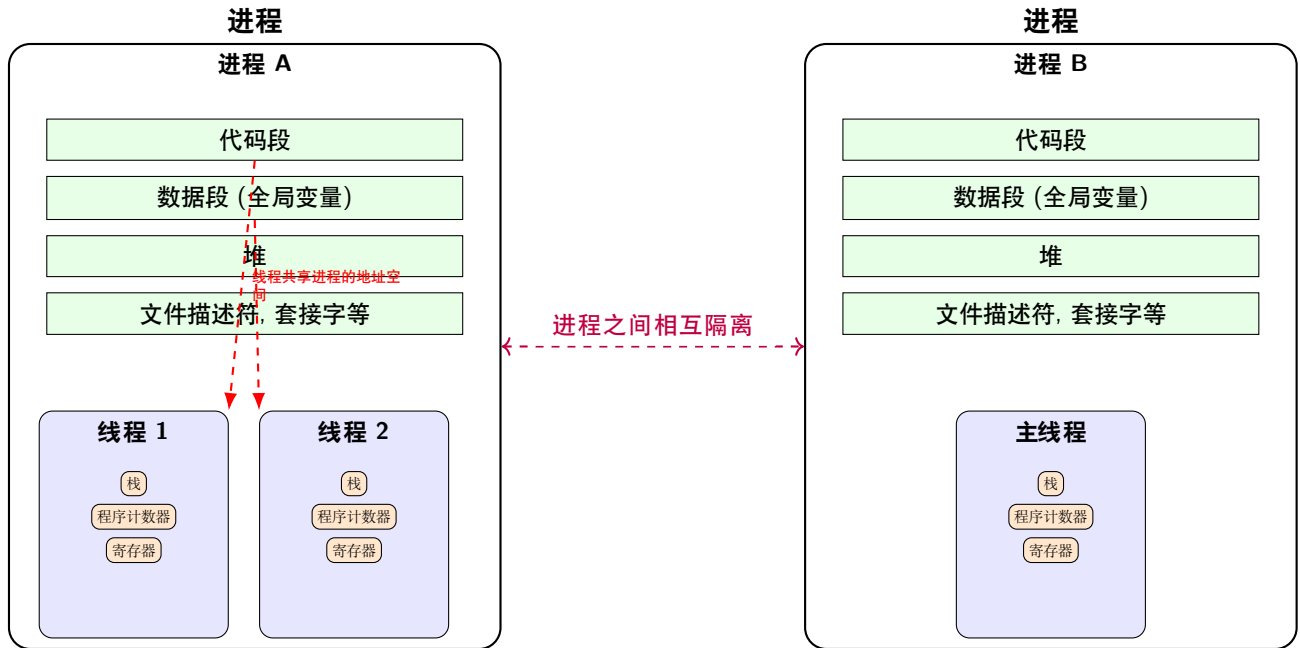 进程
进程 A
代码段
数据段 (全局变量)
堆
线程共享进程的地址空
间
文件描述符, 套接字等
线程 1
栈
程序计数器
寄存器
线程 2
栈
程序计数器
寄存器
进程之间相互隔离
进程
进程 B
代码段
数据段 (全局变量)
堆
文件描述符, 套接字等
主线程
栈
程序计数器
寄存器